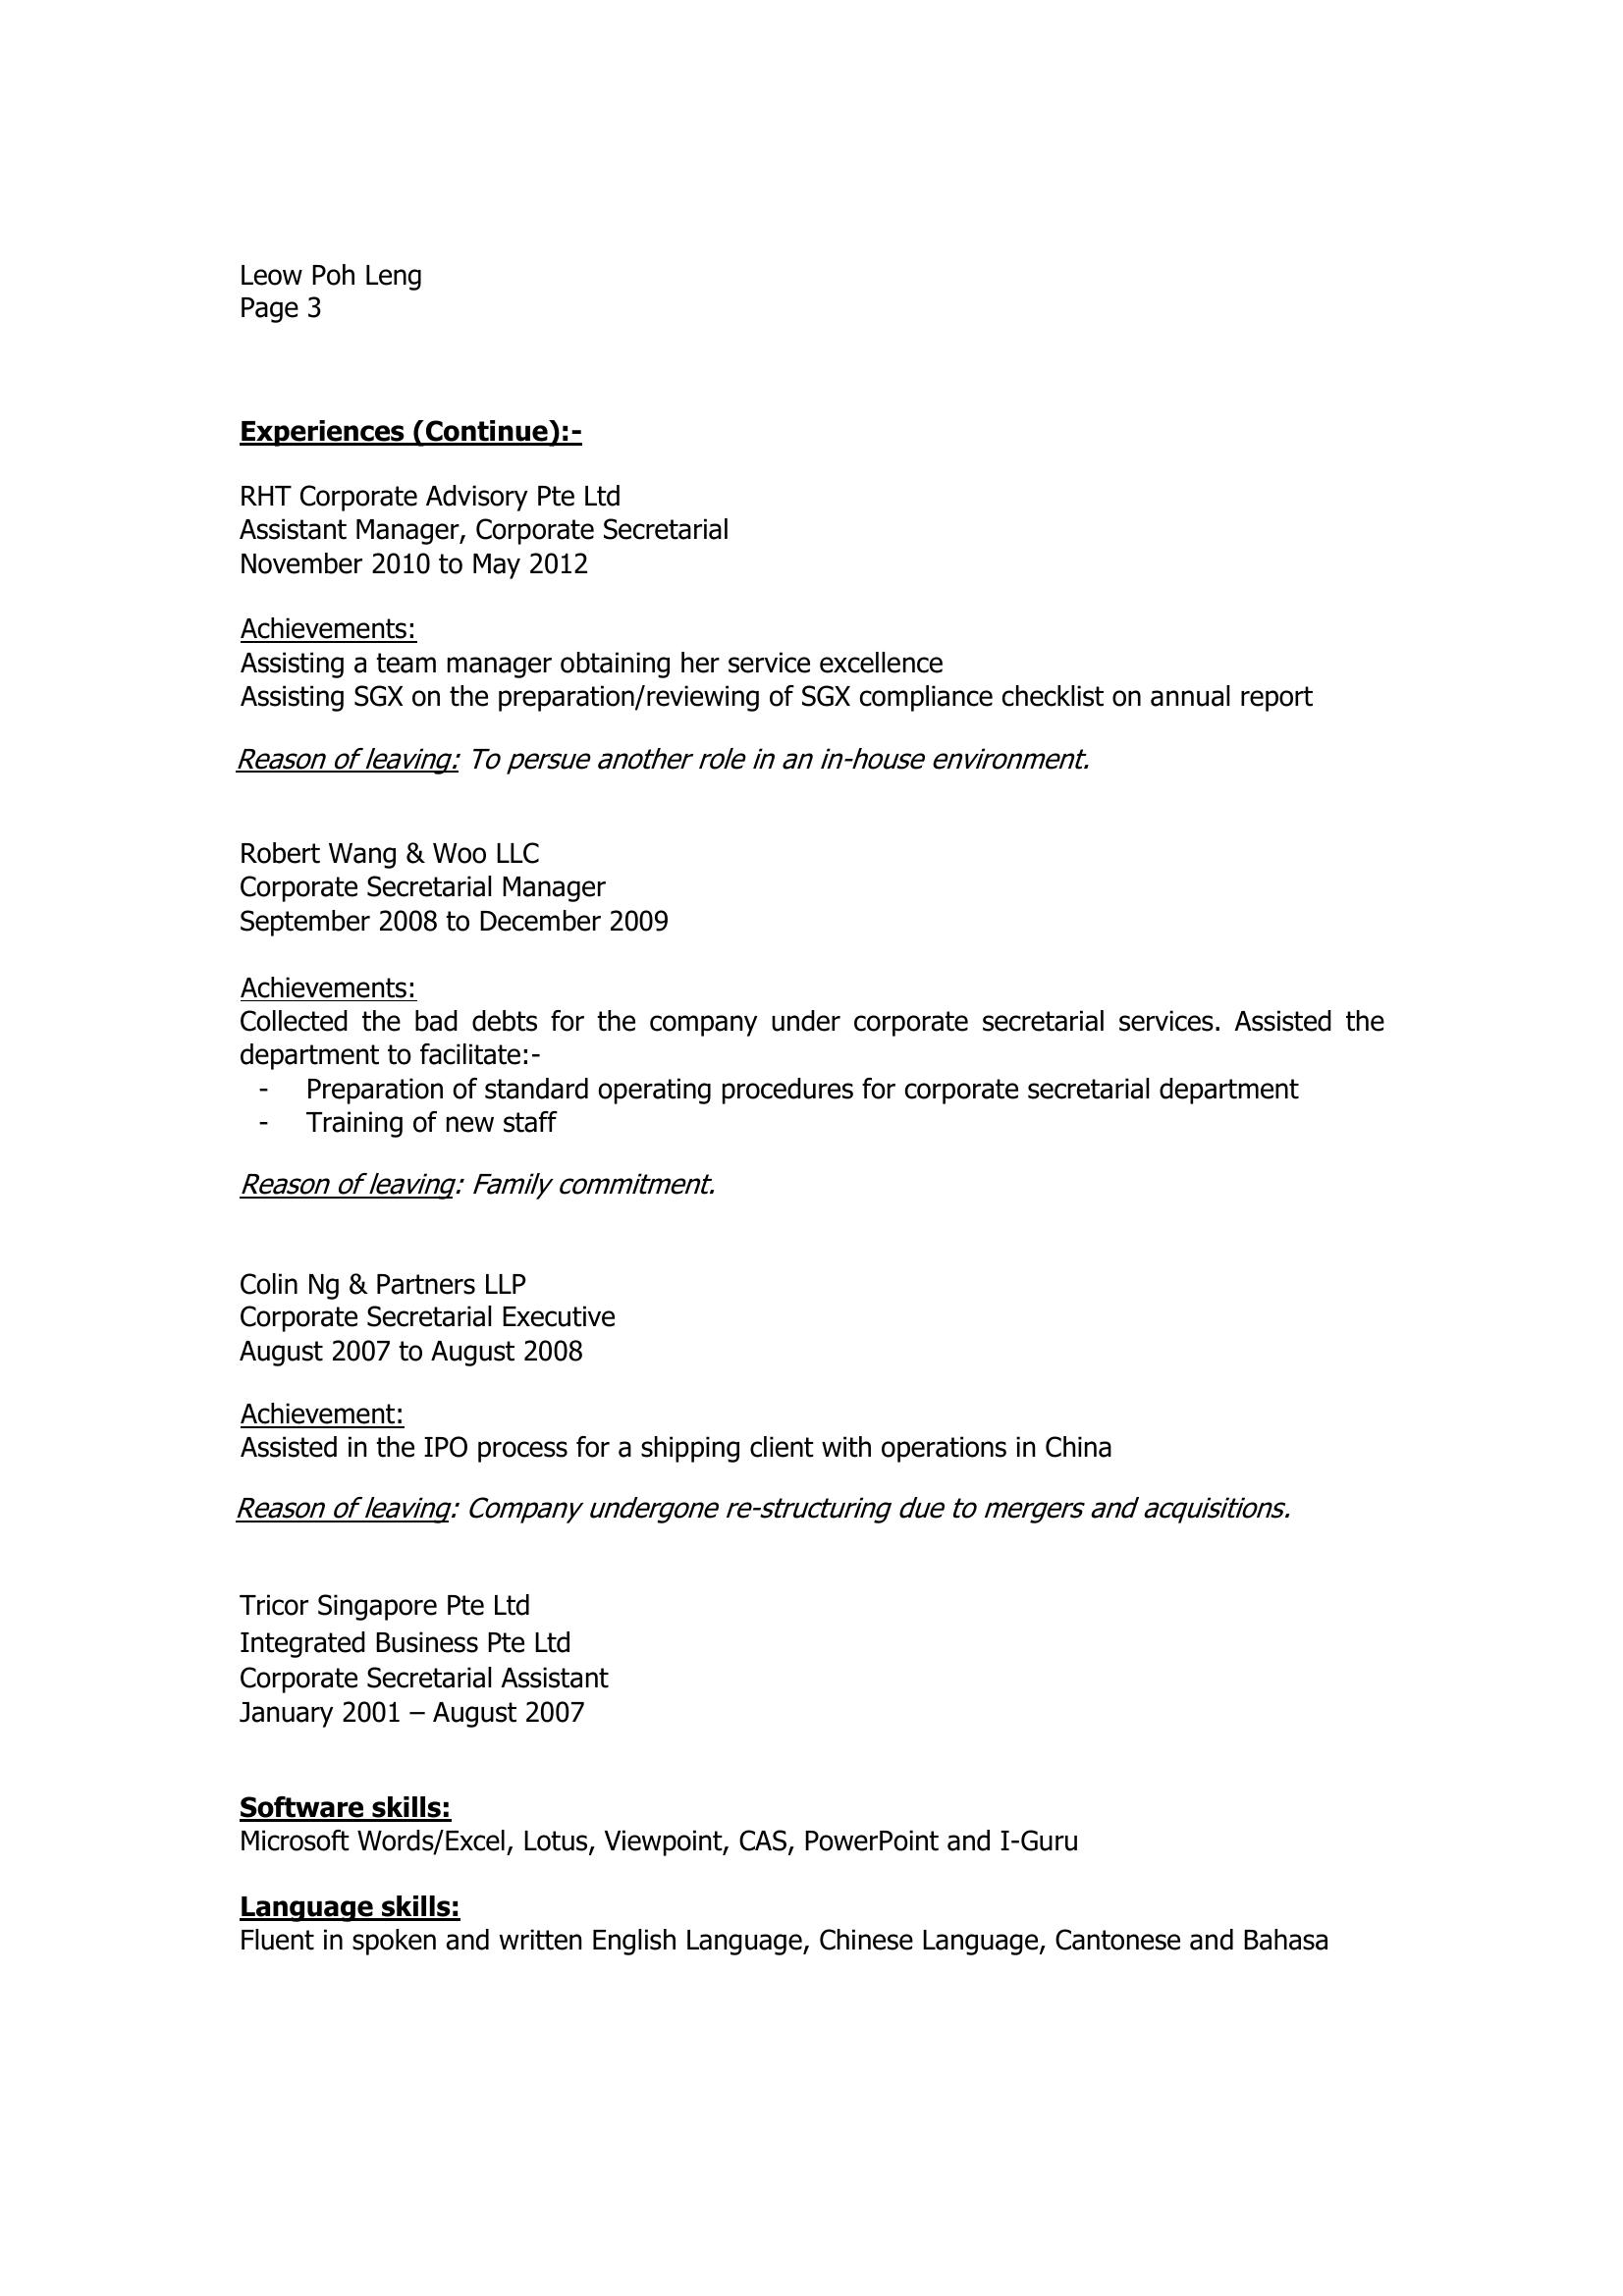 Leow Poh Leng
Page 3
Experiences (Continue):-
RHT Corporate Advisory Pte Ltd
Assistant Manager, Corporate Secretarial
November 2010 to May 2012
Achievements:
Assisting a team manager obtaining her service excellence
Assisting SGX on the preparation/reviewing of SGX compliance checklist on annual report
Reason of leaving: To persue another role in an in-house environment.
Robert Wang & Woo LLC
Corporate Secretarial Manager
September 2008 to December 2009
Achievements:
Collected the bad debts for the company under corporate secretarial services. Assisted the
department to facilitate:-
- Preparation of standard operating procedures for corporate secretarial department
- Training of new staff
Reason of leaving: Family commitment.
Colin Ng & Partners LLP
Corporate Secretarial Executive
August 2007 to August 2008
Achievement:
Assisted in the IPO process for a shipping client with operations in China
Reason of leaving: Company undergone re-structuring due to mergers and acquisitions.
Tricor Singapore Pte Ltd
Integrated Business Pte Ltd
Corporate Secretarial Assistant
January 2001 – August 2007
Software skills:
Microsoft Words/Excel, Lotus, Viewpoint, CAS, PowerPoint and I-Guru
Language skills:
Fluent in spoken and written English Language, Chinese Language, Cantonese and Bahasa